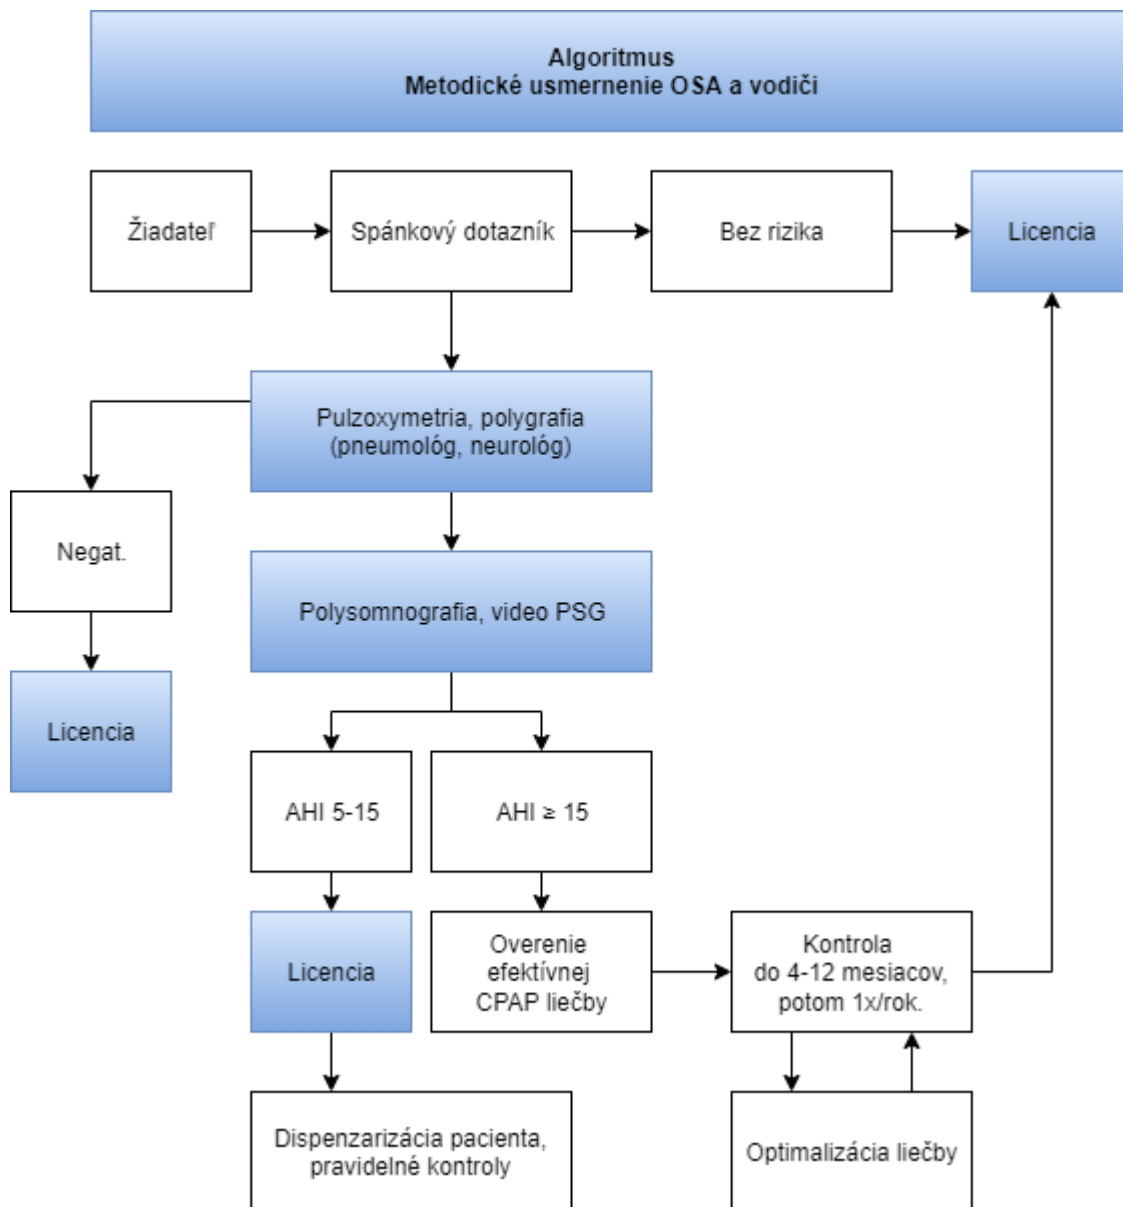 Algoritmus
Metodické usmernenie OSA a vodiči
Žiadateľ
Spánkový dotazník
Bez rizika
Licencia
Pulzoxymetria, polygrafia
(pneumológ, neurológ)
Negat.
Polysomnografia, video PSG
Licencia
AHI 5-15
AHI ≥ 15
Licencia
Overenie
efektívnej
CPAP liečby
Kontrola
do 4-12 mesiacov,
potom 1x/rok.
Dispenzarizácia pacienta,
pravidelné kontroly
Optimalizácia liečby